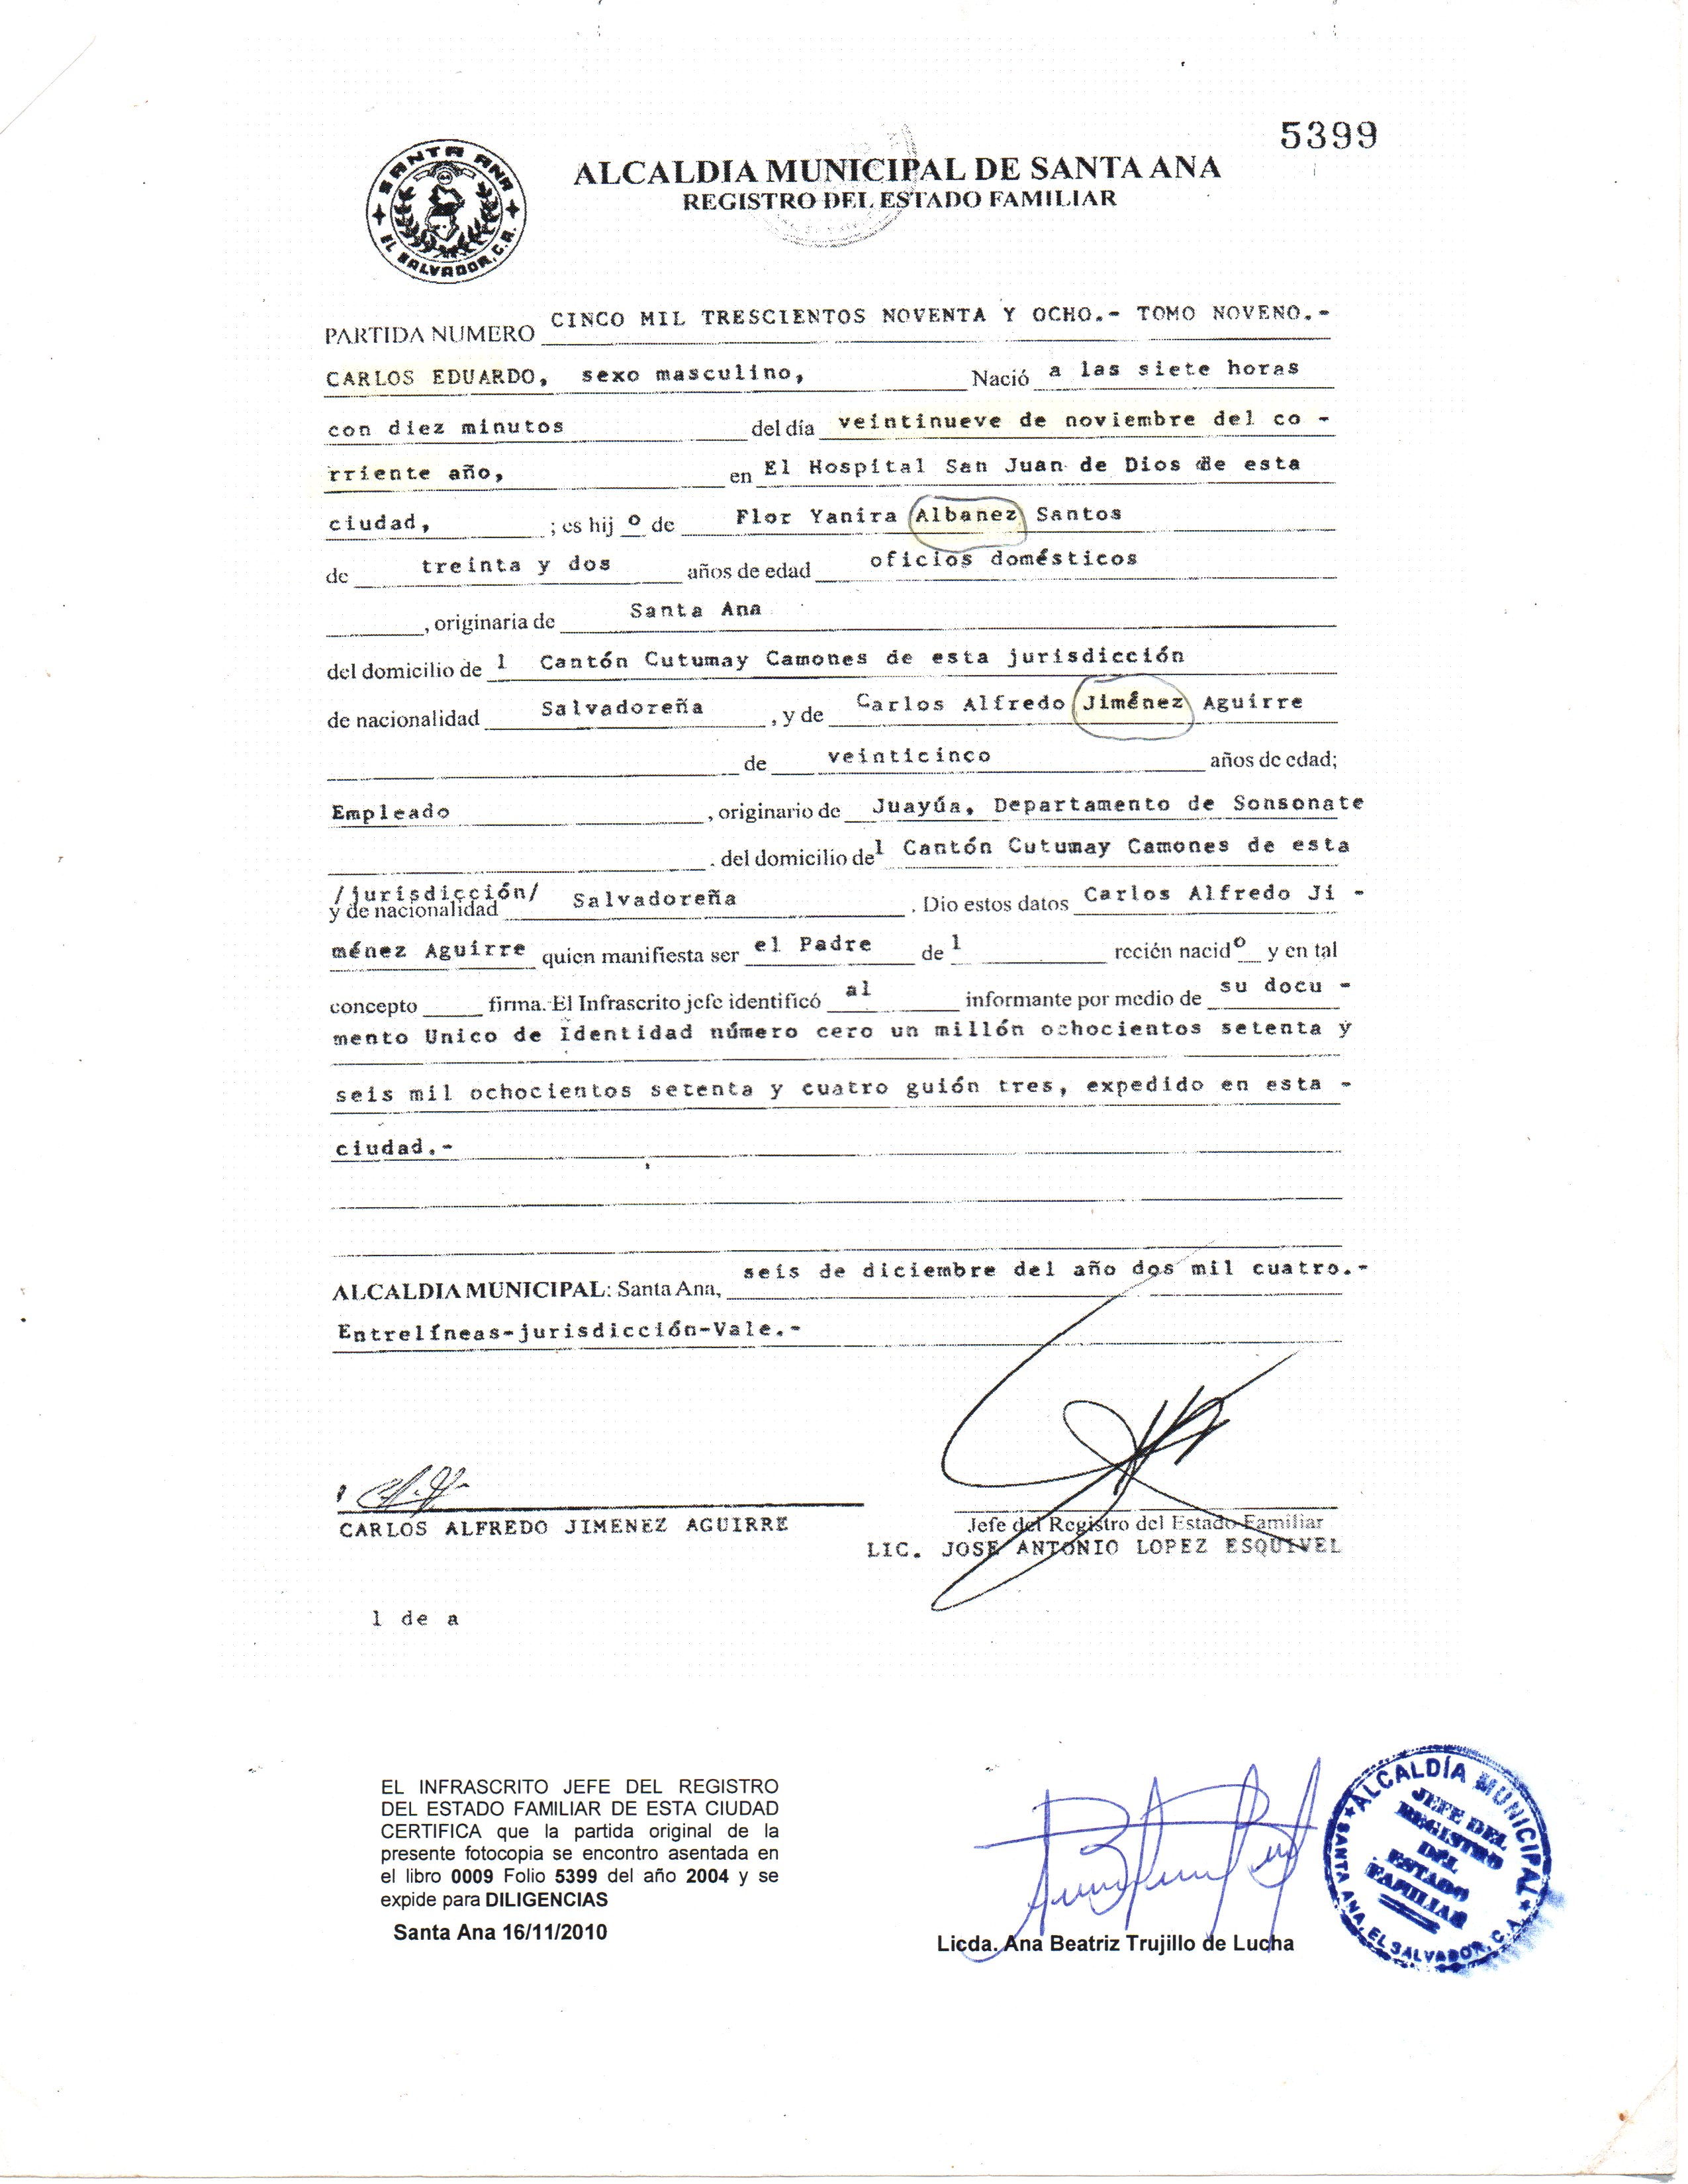 5399
SANTA ANA
EL SALVADOR, C.A.
ALCALDIA MUNICIPAL DE SANTA ANA
REGISTRO DEL ESTADO FAMILIAR
PARTIDA NUMERO CINCO MIL TRESCIENTOS NOVENTA Y OCHO.- TOMO NOVENO.-
CARLOS EDUARDO, sexo masculino, Nació a las siete horas
con diez minutos del día veintinueve de noviembre del co -
rriente año, en El Hospital San Juan de Dios de esta
ciudad, ; es hij o de Flor Yanira Albanez Santos
de treinta y dos años de edad oficios domésticos
, originaria de Santa Ana
del domicilio de l Cantón Cutumay Camones de esta jurisdicción
de nacionalidad Salvadoreña , y de Carlos Alfredo Jiménez Aguirre
de veinticinco años de edad;
Empleado , originario de Juayúa, Departamento de Sonsonate
. del domicilio de l Cantón Cutumay Camones de esta
/jurisdicción/
y de nacionalidad Salvadoreña . Dio estos datos Carlos Alfredo Ji -
ménez Aguirre quien manifiesta ser el Padre de l recién nacid o y en tal
concepto firma. El Infrascrito jefe identificó al informante por medio de su docu -
mento Unico de Identidad número cero un millón ochocientos setenta y
seis mil ochocientos setenta y cuatro guión tres, expedido en esta -
ciudad.-
ALCALDIA MUNICIPAL: Santa Ana, seis de diciembre del año dos mil cuatro.-
Entrelíneas-jurisdicción-Vale.-
CARLOS ALFREDO JIMENEZ AGUIRRE
Jefe del Registro del Estado Familiar
LIC. JOSE ANTONIO LOPEZ ESQUIVEL
l de a
EL INFRASCRITO JEFE DEL REGISTRO
DEL ESTADO FAMILIAR DE ESTA CIUDAD
CERTIFICA que la partida original de la
presente fotocopia se encontro asentada en
el libro 0009 Folio 5399 del año 2004 y se
expide para DILIGENCIAS
Santa Ana 16/11/2010
Licda. Ana Beatriz Trujillo de Lucha
ALCALDÍA MUNICIPAL
JEFE DEL
REGISTRO
DEL
ESTADO
FAMILIAR
SANTA ANA, EL SALVADOR, C.A.